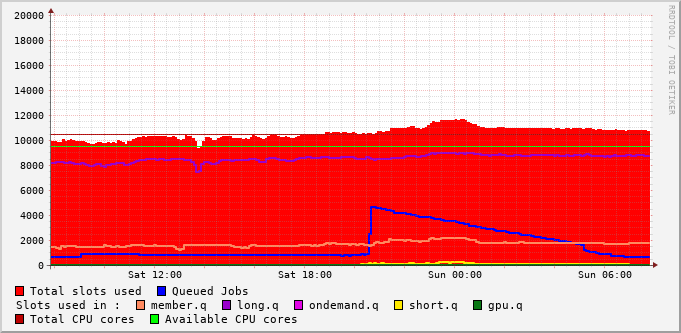 20000
18000
16000
14000
12000
10000
8000
6000
4000
2000
0
Sat 12:00 Sat 18:00 Sun 00:00 Sun 06:00
Total slots used Queued Jobs
Slots used in : member.q long.q ondemand.q short.q gpu.q
Total CPU cores Available CPU cores
RRDTOOL / TOBI OETIKER